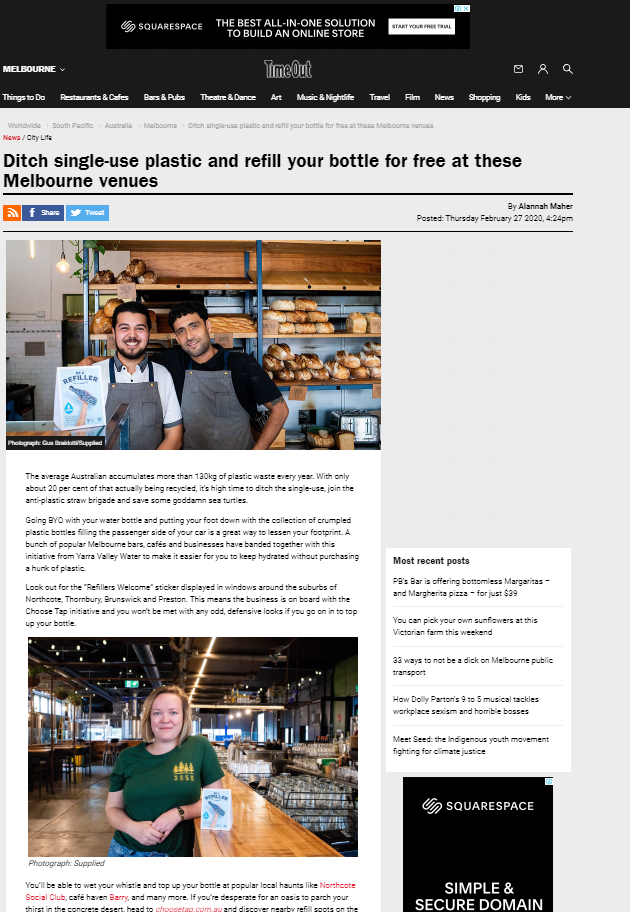 SQUARESPACE
THE BEST ALL-IN-ONE SOLUTION
TO BUILD AN ONLINE STORE
START YOUR FREE TRIAL
MELBOURNE
TimeOut
Things to Do Restaurants & Cafes Bars & Pubs Theatre & Dance Art Music & Nightlife Travel Film News Shopping Kids More
Worldwide South Pacific Australia Melbourne Ditch single-use plastic and refill your bottle for free at these Melbourne venues
News / City Life
Ditch single-use plastic and refill your bottle for free at these
Melbourne venues
Share Tweet
By Alannah Maher
Posted: Thursday February 27 2020, 4:24pm
BE A
REFILLER
Photograph: Gus Braidotti/Supplied
The average Australian accumulates more than 130kg of plastic waste every year. With only
about 20 per cent of that actually being recycled, it's high time to ditch the single-use, join the
anti-plastic straw brigade and save some goddamn sea turtles.
Going BYO with your water bottle and putting your foot down with the collection of crumpled
plastic bottles filling the passenger side of your car is a great way to lessen your footprint. A
bunch of popular Melbourne bars, cafés and businesses have banded together with this
initiative from Yarra Valley Water to make it easier for you to keep hydrated without purchasing
a hunk of plastic.
Look out for the "Refillers Welcome" sticker displayed in windows around the suburbs of
Northcote, Thornbury, Brunswick and Preston. This means the business is on board with the
Choose Tap initiative and you won't be met with any odd, defensive looks if you go on in to top
up your bottle.
3 0 5 6
BE A
REFILLER
Photograph: Supplied
You'll be able to wet your whistle and top up your bottle at popular local haunts like Northcote
Social Club, café haven Barry, and many more. If you're desperate for an oasis to parch your
thirst in the concrete desert, head to choosetap.com.au and discover nearby refill spots on the
Most recent posts
PB's Bar is offering bottomless Margaritas –
and Margherita pizza – for just $39
You can pick your own sunflowers at this
Victorian farm this weekend
33 ways to not be a dick on Melbourne public
transport
How Dolly Parton's 9 to 5 musical tackles
workplace sexism and horrible bosses
Meet Seed: the Indigenous youth movement
fighting for climate justice
SQUARESPACE
SIMPLE &
SECURE DOMAIN